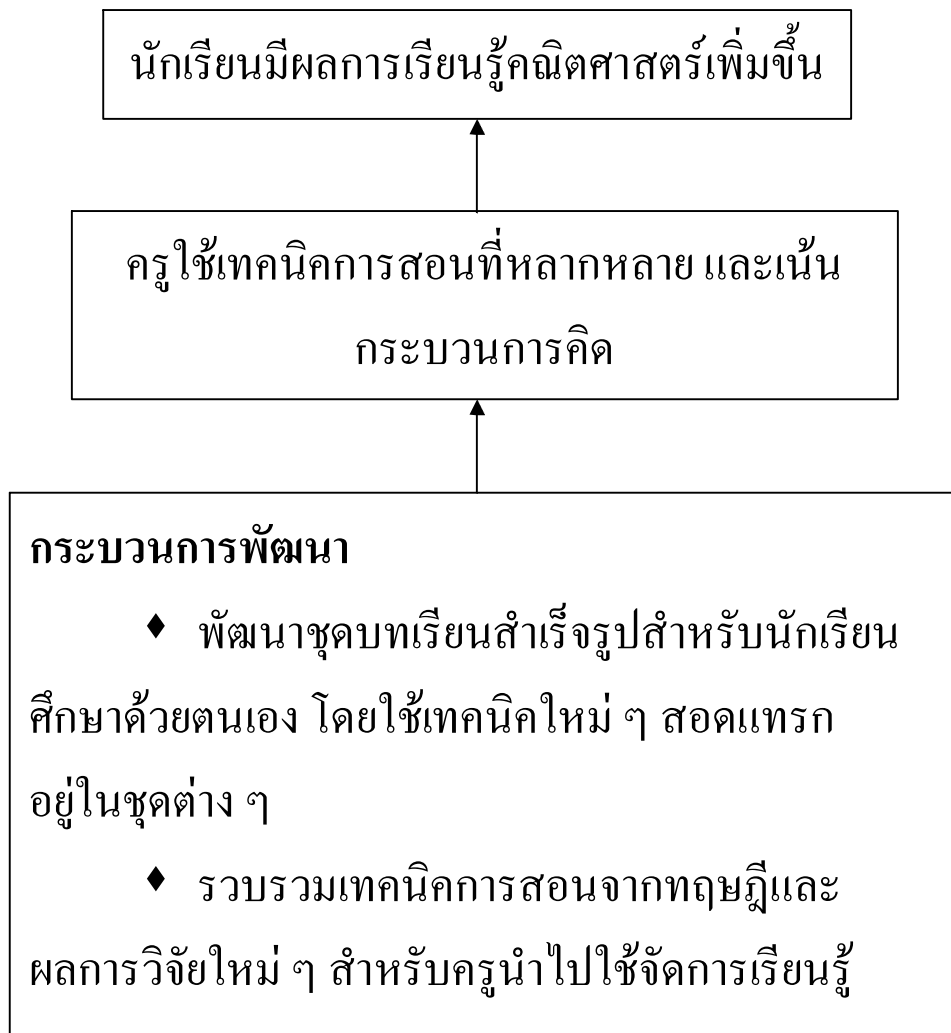 นักเรียนมีผลการเรียนรู้คณิตศาสตร์เพิ่มขึ้น
ครูใช้เทคนิคการสอนที่หลากหลาย และเน้น
กระบวนการคิด
กระบวนการพัฒนา
♦ พัฒนาชุดบทเรียนสำเร็จรูปสำหรับนักเรียน
ศึกษาด้วยตนเอง โดยใช้เทคนิคใหม่ ๆ สอดแทรก
อยู่ในชุดต่าง ๆ
♦ รวบรวมเทคนิคการสอนจากทฤษฎีและ
ผลการวิจัยใหม่ ๆ สำหรับครูนำไปใช้จัดการเรียนรู้